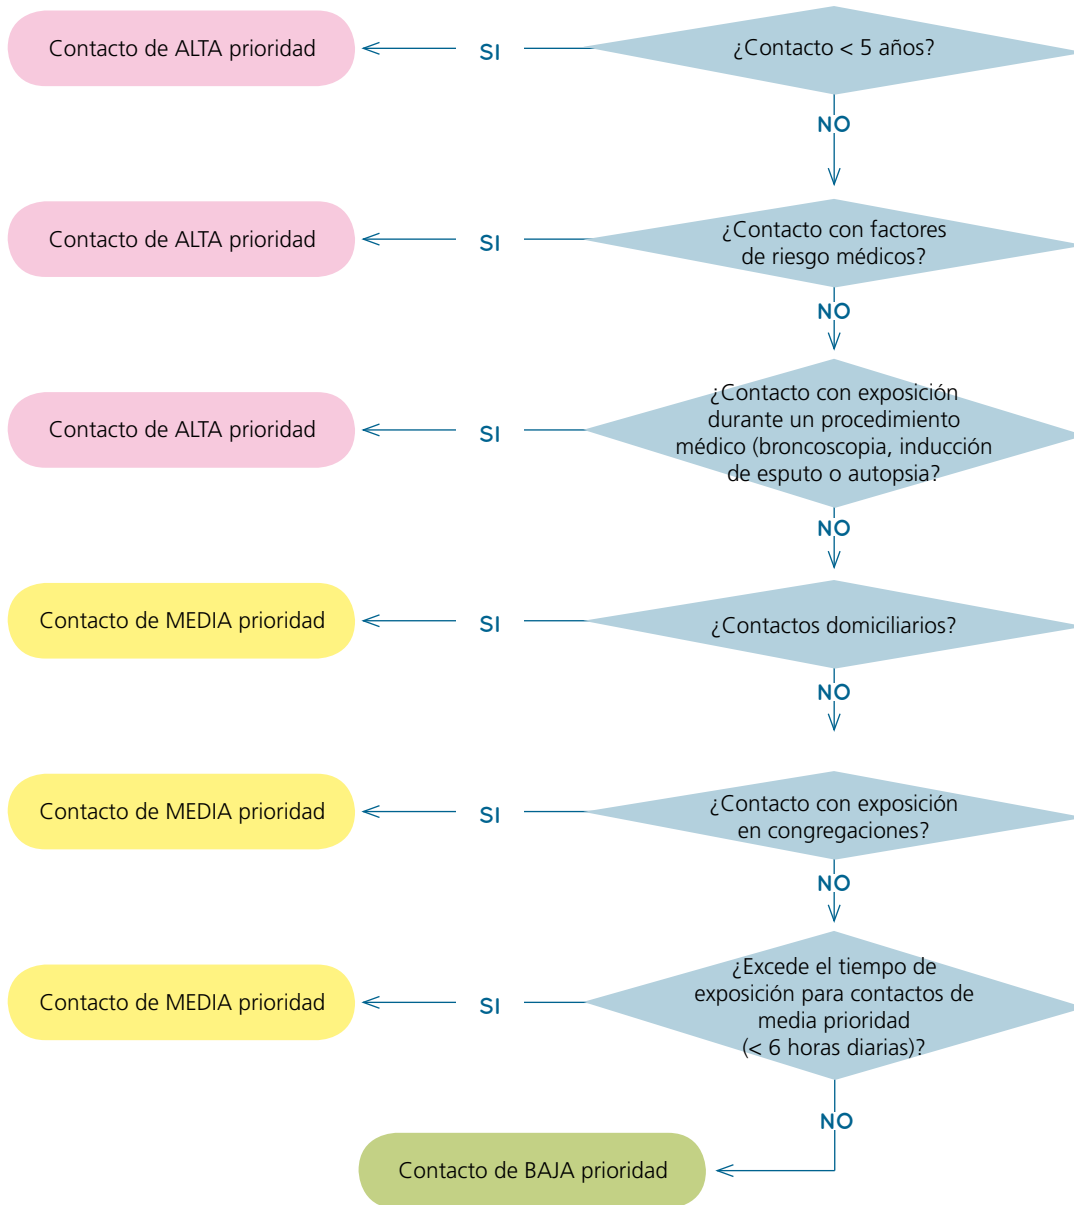 Contacto de ALTA prioridad
SI
¿Contacto < 5 años?
NO
Contacto de ALTA prioridad
SI
¿Contacto con factores
de riesgo médicos?
NO
Contacto de ALTA prioridad
SI
¿Contacto con exposición
durante un procedimiento
médico (broncoscopia, inducción
de esputo o autopsia?
NO
Contacto de MEDIA prioridad
SI
¿Contactos domiciliarios?
NO
Contacto de MEDIA prioridad
SI
¿Contacto con exposición
en congregaciones?
NO
Contacto de MEDIA prioridad
SI
¿Excede el tiempo de
exposición para contactos de
media prioridad
(< 6 horas diarias)?
NO
Contacto de BAJA prioridad